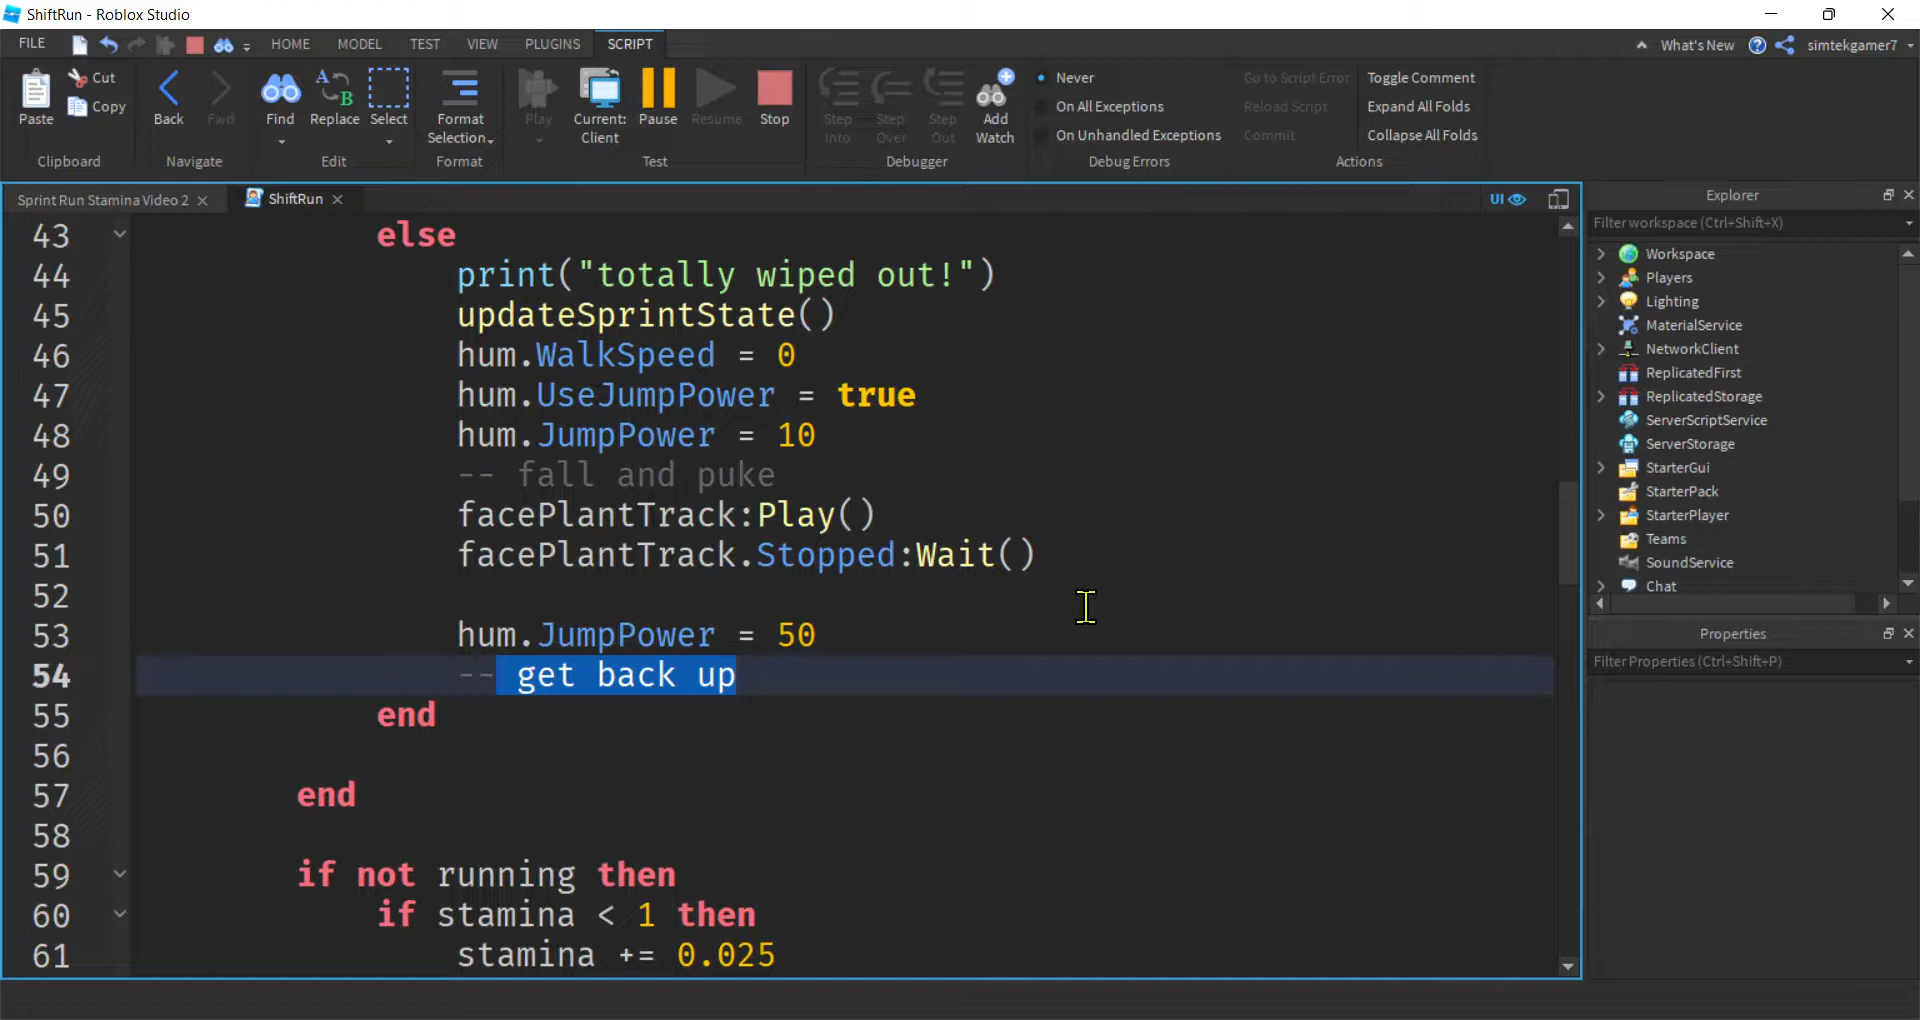 ShiftRun - Roblox Studio
FILE HOME MODEL TEST VIEW PLUGINS SCRIPT What's New simtekgamer7
Paste Cut Copy Back Fwd Find Replace Select Format Selection Play Current: Client Pause Resume Stop Step Into Step Over Step Out Add Watch
Never Go to Script Error Toggle Comment
On All Exceptions Reload Script Expand All Folds
On Unhandled Exceptions Commit Collapse All Folds
Clipboard Navigate Edit Format Test Debugger Debug Errors Actions
Sprint Run Stamina Video 2 ShiftRun UI
43 else
44 print("totally wiped out!")
45 updateSprintState()
46 hum.WalkSpeed = 0
47 hum.UseJumpPower = true
48 hum.JumpPower = 10
49 -- fall and puke
50 facePlantTrack:Play()
51 facePlantTrack.Stopped:Wait()
52
53 hum.JumpPower = 50
54 -- get back up
55 end
56
57 end
58
59 if not running then
60 if stamina < 1 then
61 stamina += 0.025
Explorer
Filter workspace (Ctrl+Shift+X)
Workspace
Players
Lighting
MaterialService
NetworkClient
ReplicatedFirst
ReplicatedStorage
ServerScriptService
ServerStorage
StarterGui
StarterPack
StarterPlayer
Teams
SoundService
Chat
Properties
Filter Properties (Ctrl+Shift+P)